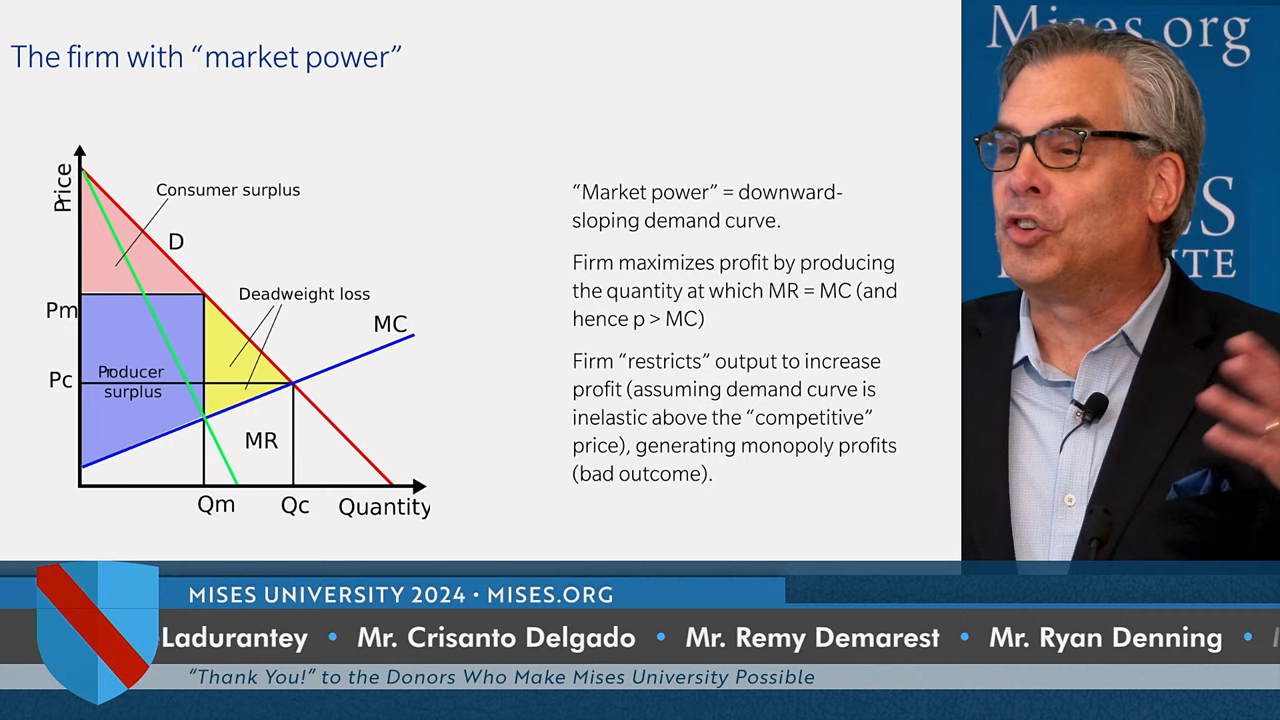 The firm with “market power”
Price
Consumer surplus
D
Deadweight loss
Pm
MC
Pc
Producer
surplus
MR
Qm
Qc
Quantity
“Market power” = downward-
sloping demand curve.
Firm maximizes profit by producing
the quantity at which MR = MC (and
hence p > MC)
Firm “restricts” output to increase
profit (assuming demand curve is
inelastic above the “competitive”
price), generating monopoly profits
(bad outcome).
Mises.org
ES
TE
MISES UNIVERSITY 2024 • MISES.ORG
Ladurantey • Mr. Crisanto Delgado • Mr. Remy Demarest • Mr. Ryan Denning •
“Thank You!” to the Donors Who Make Mises University Possible